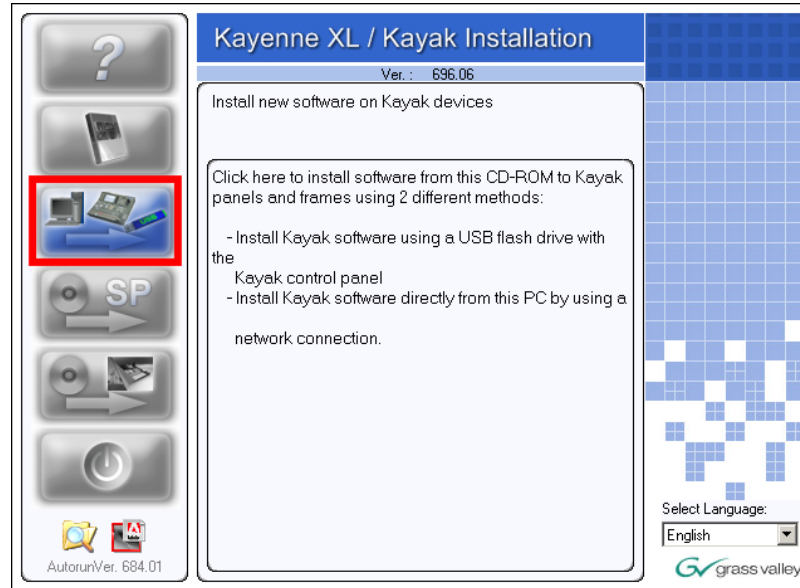 Kayenne XL / Kayak Installation
Ver. : 696.06
Install new software on Kayak devices
Click here to install software from this CD-ROM to Kayak
panels and frames using 2 different methods:
- Install Kayak software using a USB flash drive with
the
Kayak control panel
- Install Kayak software directly from this PC by using a
network connection.
?
USB
SP
AutorunVer. 684.01
Select Language:
English
grass valley